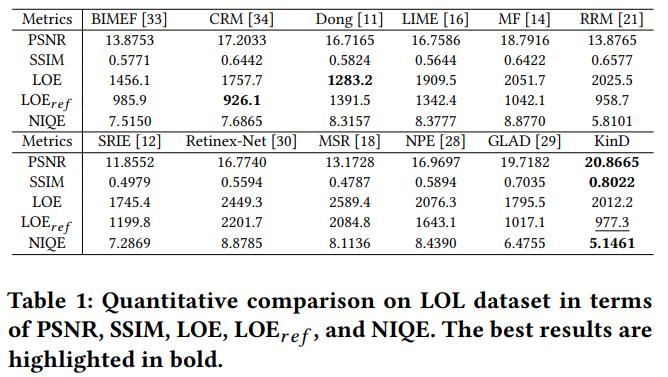 Metrics BIMEF [33] CRM [34] Dong [11] LIME [16] MF [14] RRM [21]
PSNR 13.8753 17.2033 16.7165 16.7586 18.7916 13.8765
SSIM 0.5771 0.6442 0.5824 0.5644 0.6422 0.6577
LOE 1456.1 1757.7 1283.2 1909.5 2051.7 2025.5
LOEref 985.9 926.1 1391.5 1342.4 1042.1 958.7
NIQE 7.5150 7.6865 8.3157 8.3777 8.8770 5.8101
Metrics SRIE [12] Retinex-Net [30] MSR [18] NPE [28] GLAD [29] KinD
PSNR 11.8552 16.7740 13.1728 16.9697 19.7182 20.8665
SSIM 0.4979 0.5594 0.4787 0.5894 0.7035 0.8022
LOE 1745.4 2449.3 2589.4 2076.3 1795.5 2012.2
LOEref 1199.8 2201.7 2084.8 1643.1 1017.1 977.3
NIQE 7.2869 8.8785 8.1136 8.4390 6.4755 5.1461
Table 1: Quantitative comparison on LOL dataset in terms
of PSNR, SSIM, LOE, LOEref, and NIQE. The best results are
highlighted in bold.